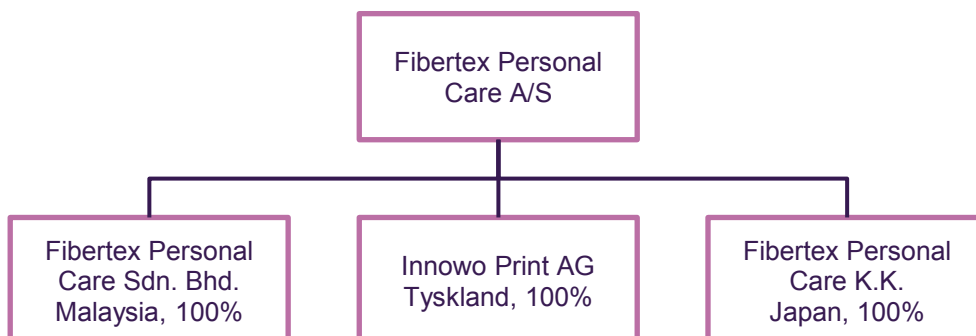 Fibertex Personal
Care A/S
Fibertex Personal
Care Sdn. Bhd.
Malaysia, 100%
Innowo Print AG
Tyskland, 100%
Fibertex Personal
Care K.K.
Japan, 100%